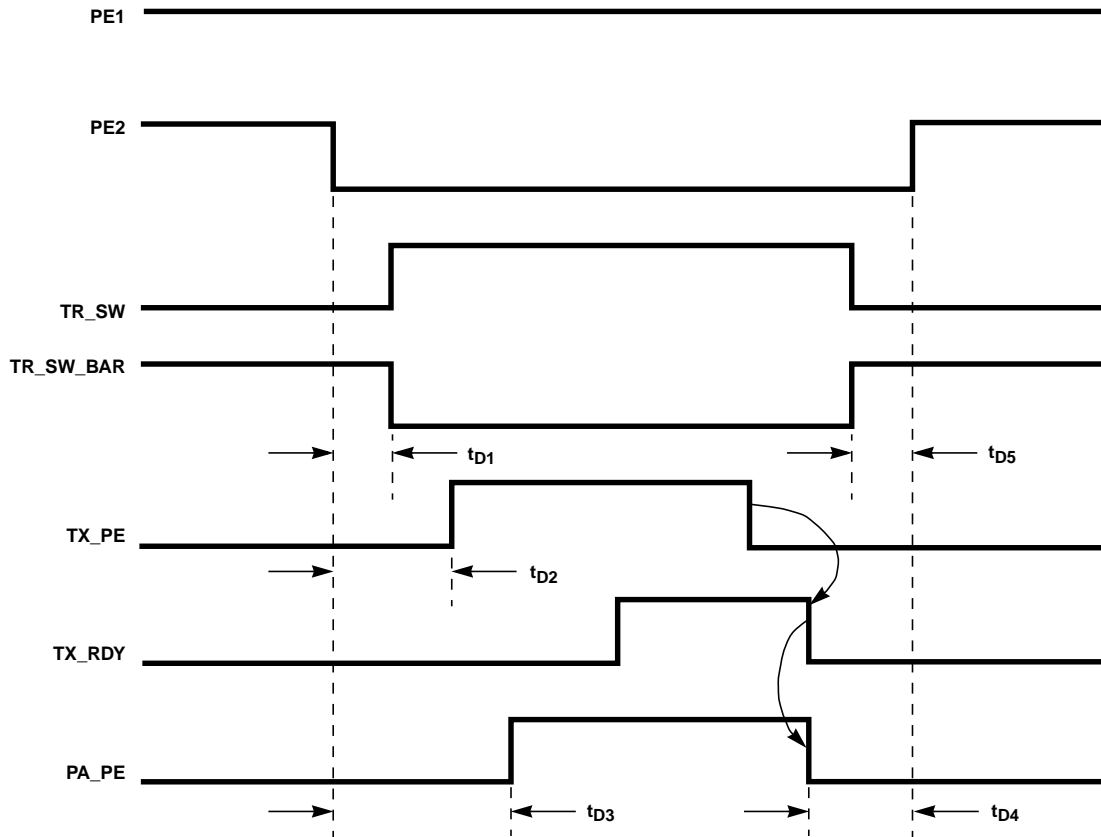 PE1
PE2
TR_SW
TR_SW_BAR
tD1
tD5
TX_PE
tD2
TX_RDY
PA_PE
tD3
tD4